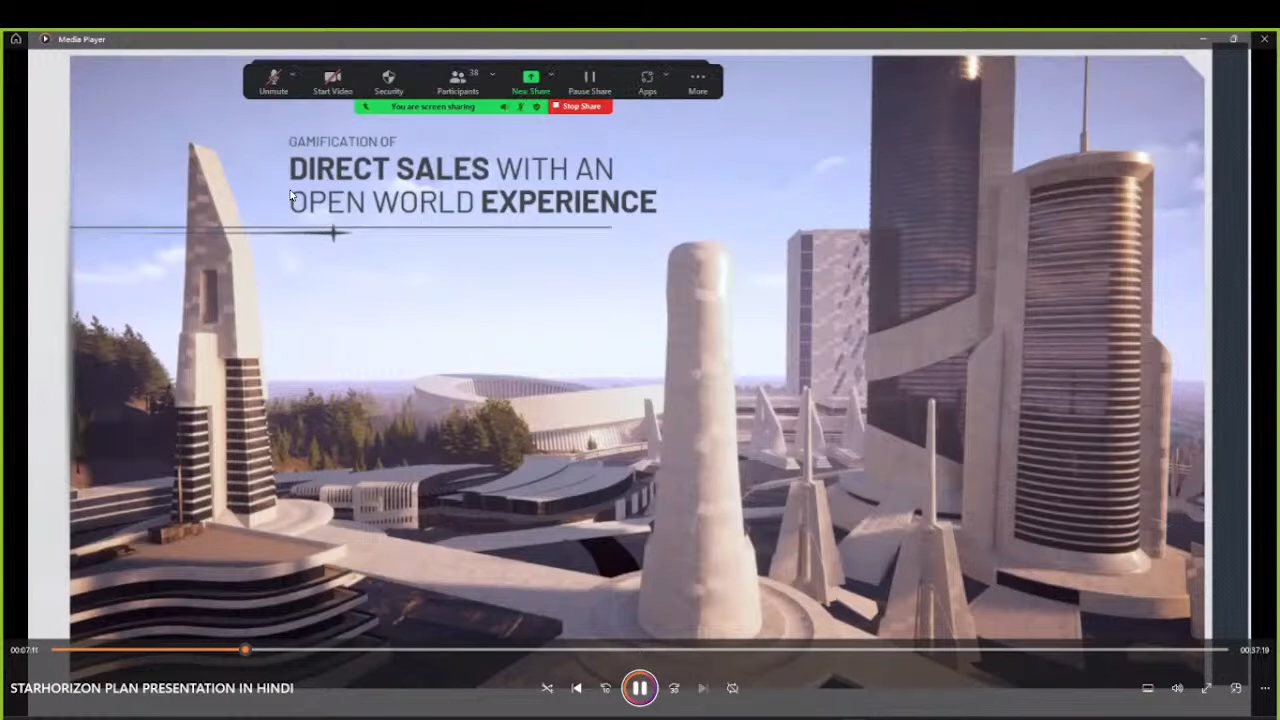 Media Player
38
Unmute
Start Video
Security
Participants
New Share
Pause Share
Apps
More
You are screen sharing
Stop Share
GAMIFICATION OF
DIRECT SALES WITH AN
OPEN WORLD EXPERIENCE
00:07:11
00:37:19
STARHORIZON PLAN PRESENTATION IN HINDI